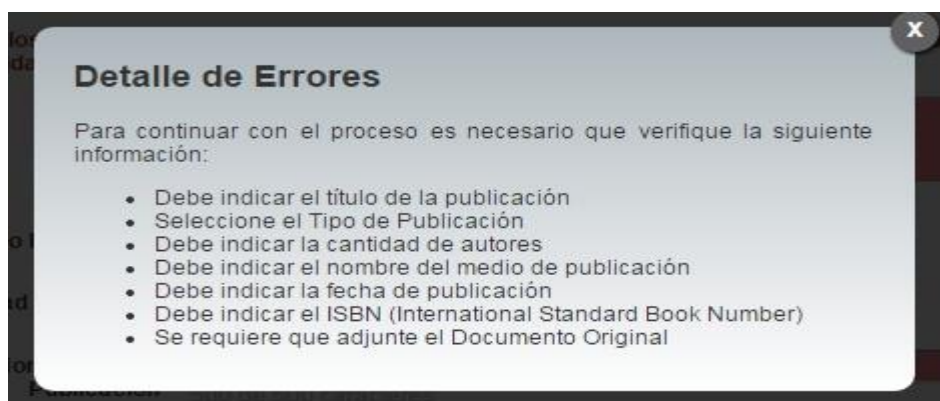 x
Detalle de Errores
Para continuar con el proceso es necesario que verifique la siguiente
información:
• Debe indicar el título de la publicación
• Seleccione el Tipo de Publicación
• Debe indicar la cantidad de autores
• Debe indicar el nombre del medio de publicación
• Debe indicar la fecha de publicación
• Debe indicar el ISBN (International Standard Book Number)
• Se requiere que adjunte el Documento Original